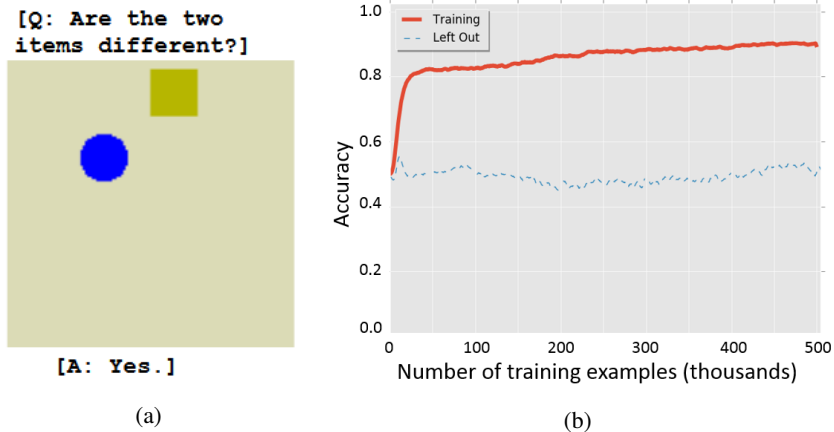 [Q: Are the two
items different?]
[A: Yes.]
(a)
Training
Left Out
1.0
0.8
0.6
0.4
0.2
0.0
Accuracy
0
100
200
300
400
500
Number of training examples (thousands)
(b)